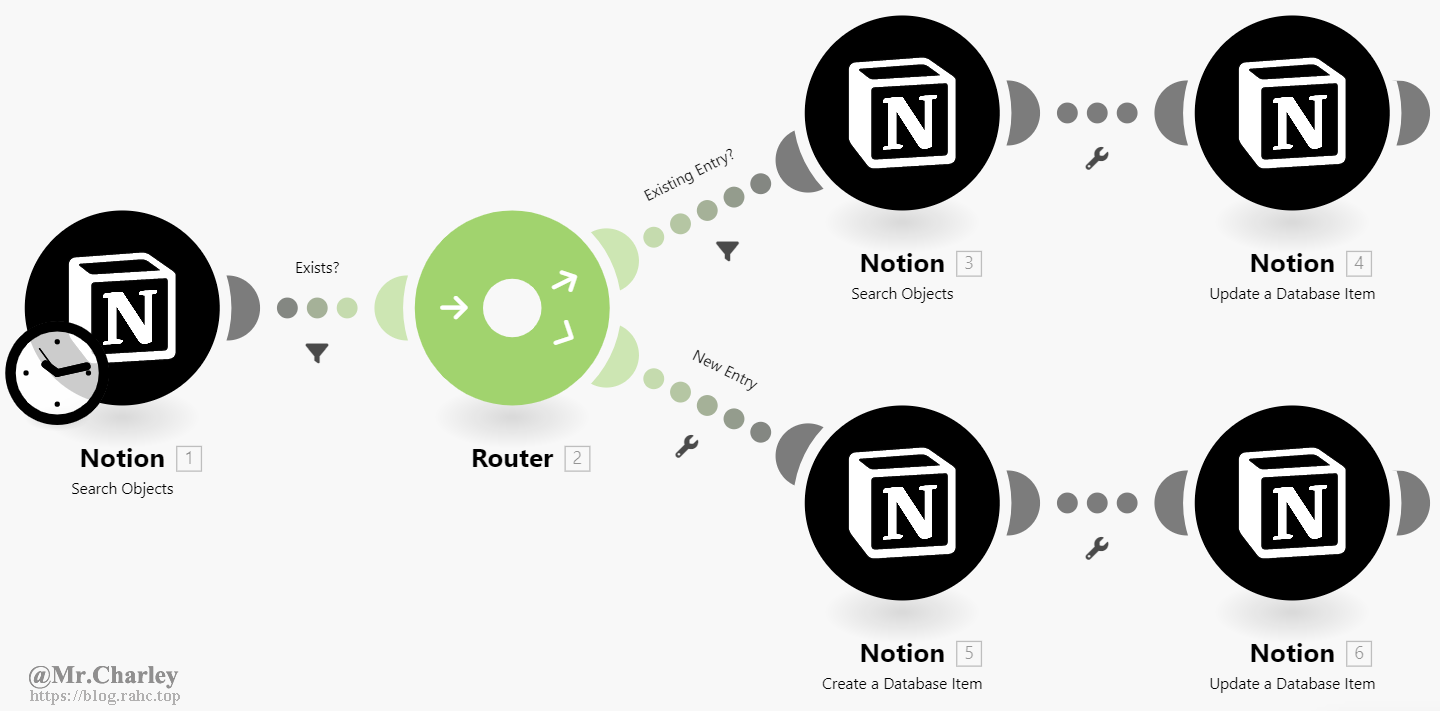 Exists?
Notion 1
Search Objects
Router 2
Existing Entry?
New Entry
N
Notion 3
Search Objects
N
Notion 4
Update a Database Item
N
Notion 5
Create a Database Item
N
Notion 6
Update a Database Item
N
@Mr.Charley
https://blog.rahc.top